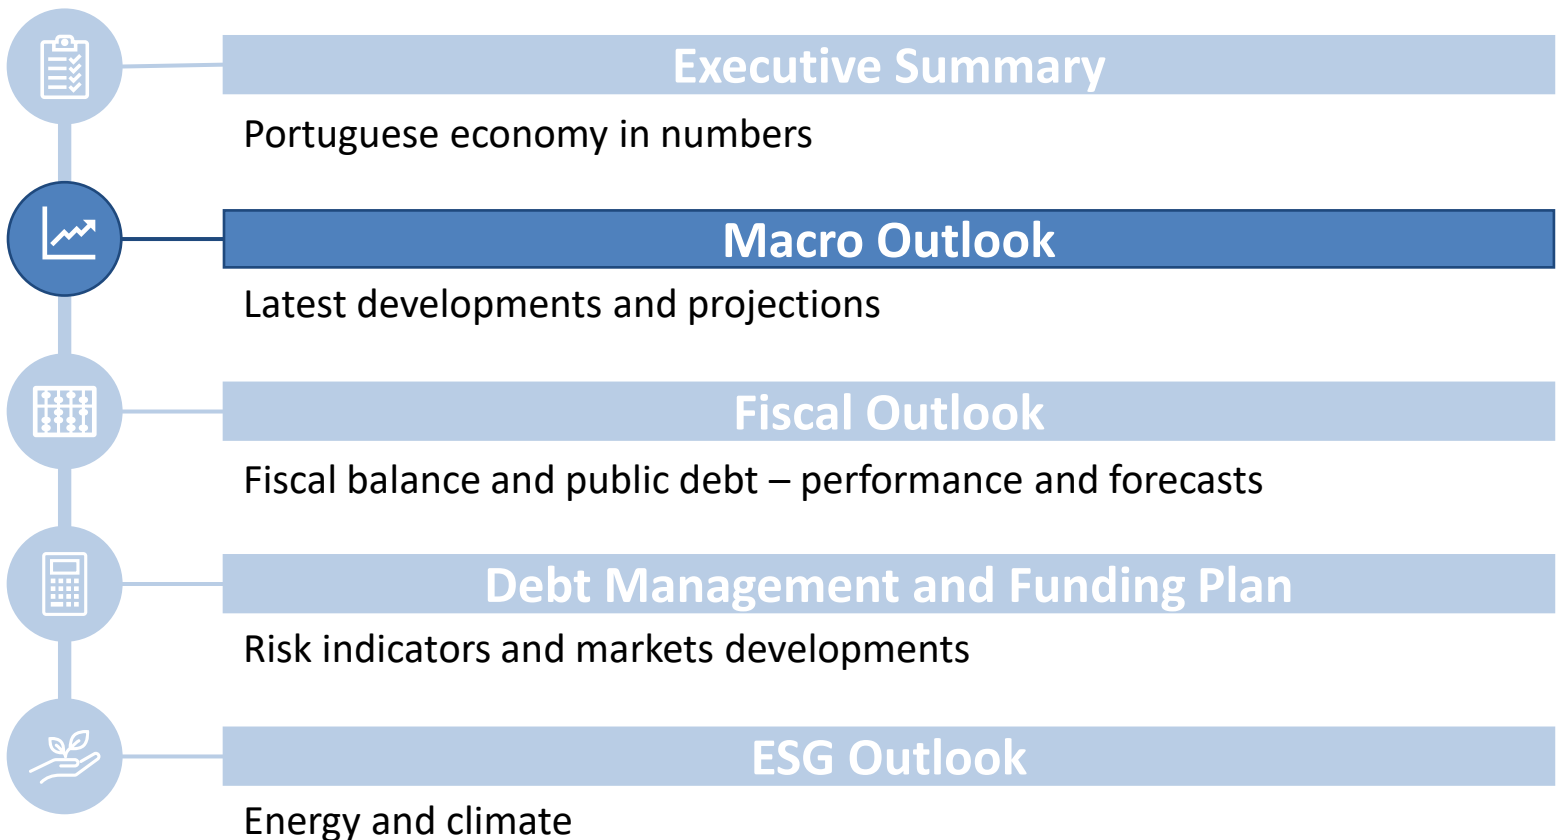 Executive Summary
Portuguese economy in numbers
Macro Outlook
Latest developments and projections
Fiscal Outlook
Fiscal balance and public debt – performance and forecasts
Debt Management and Funding Plan
Risk indicators and markets developments
ESG Outlook
Energy and climate